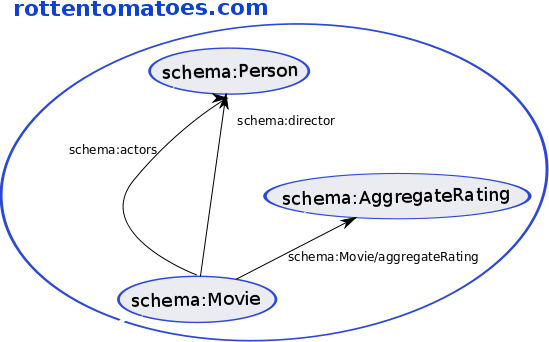 rottentomatoes.com
schema:Person
schema:director
schema:actors
schema:AggregateRating
schema:Movie/aggregateRating
schema:Movie